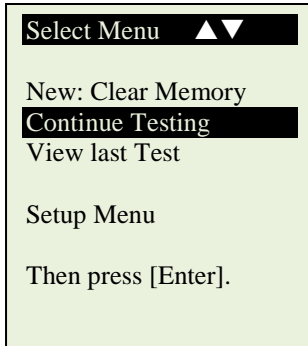 Select Menu ▲▼
New: Clear Memory
Continue Testing
View last Test
Setup Menu
Then press [Enter].